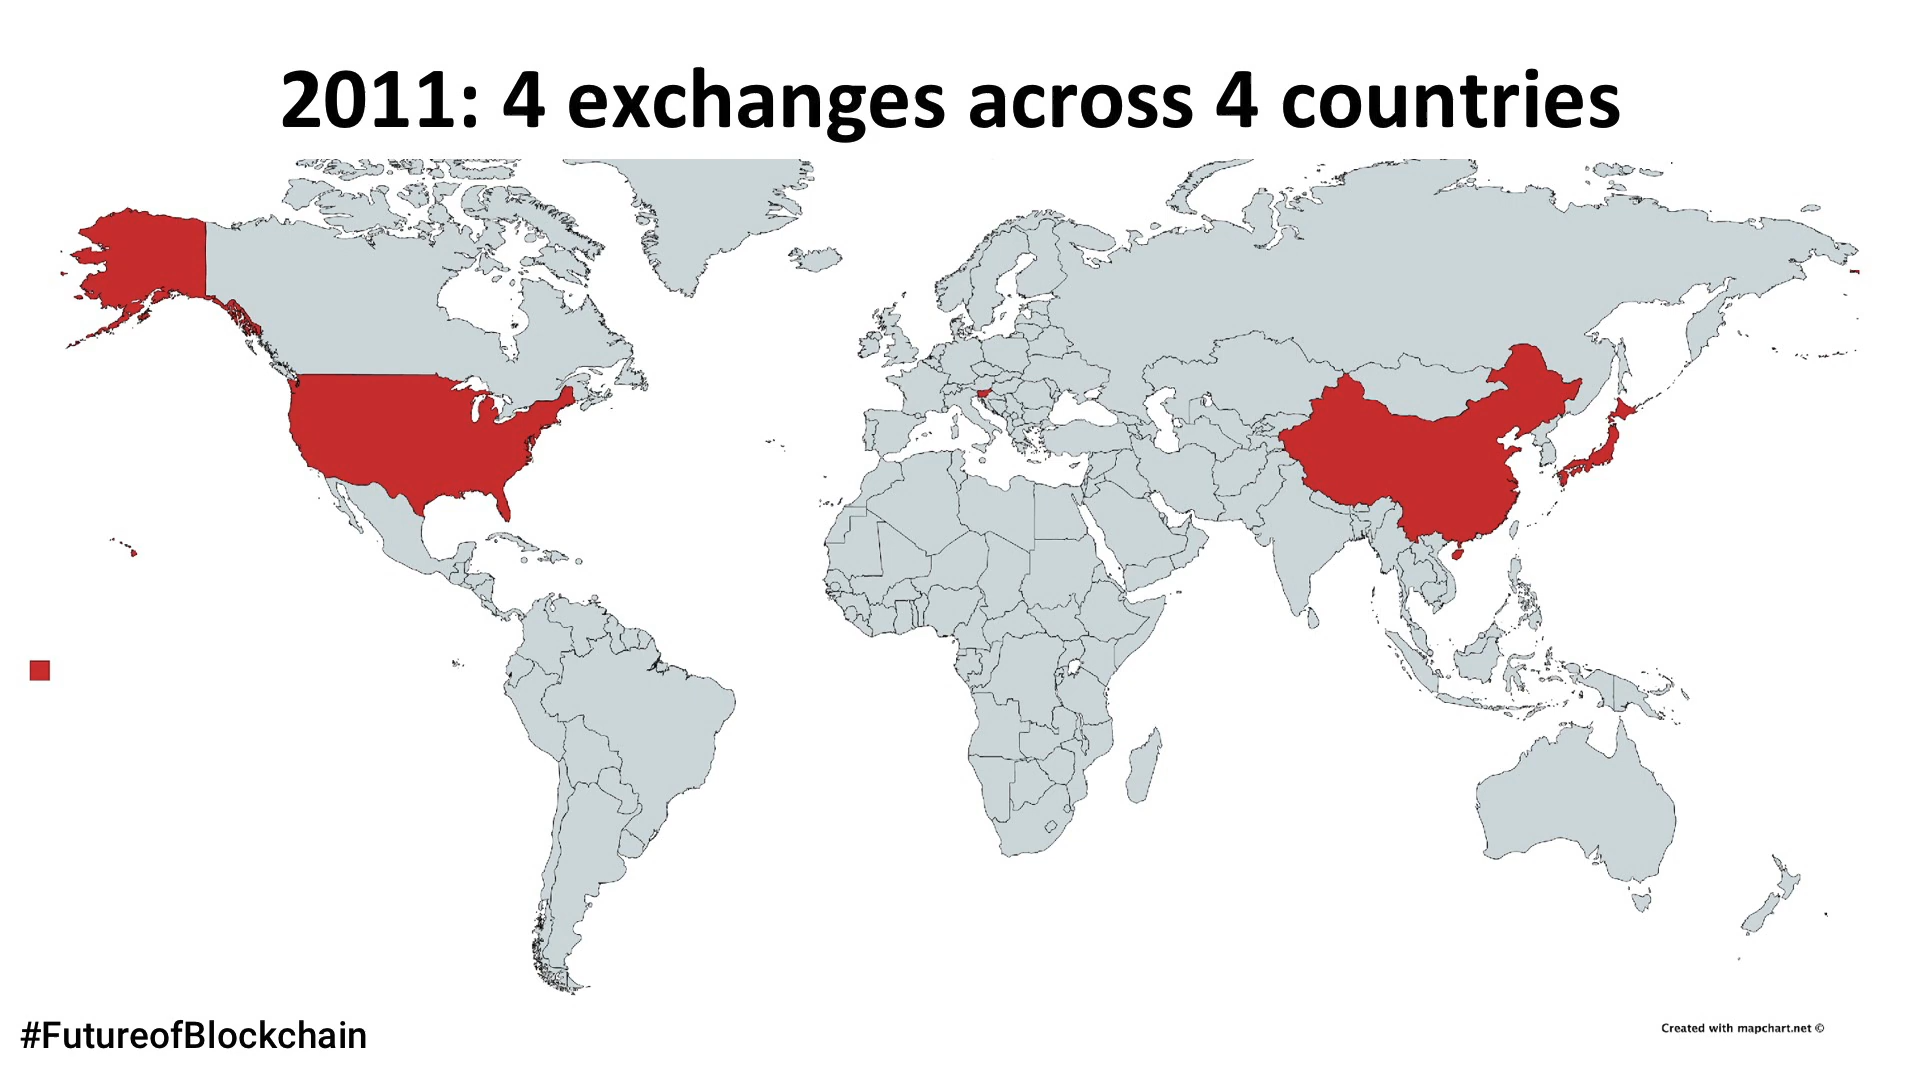 2011: 4 exchanges across 4 countries
#FutureofBlockchain
Created with mapchart.net ©